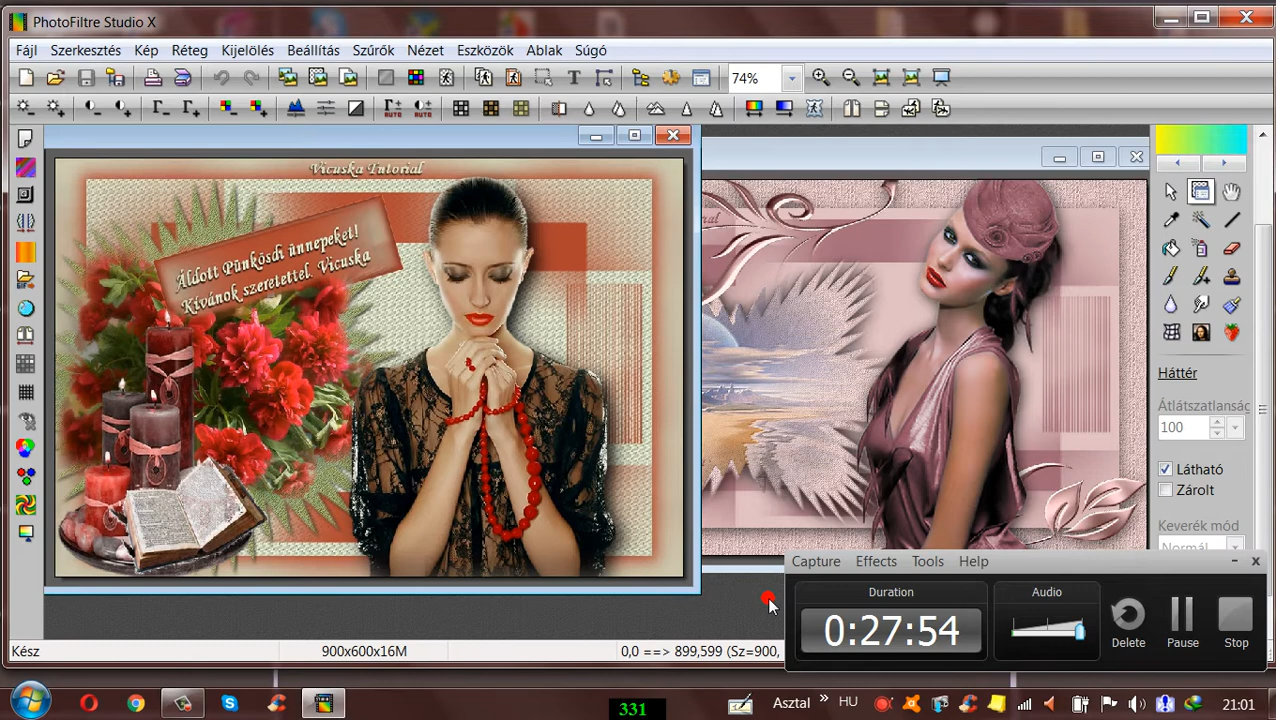 PhotoFiltre Studio X
Fájl Szerkesztés Kép Réteg Kijelölés Beállítás Szűrők Nézet Eszközök Ablak Súgó
74%
Vicuska Tutorial
Áldott Pünkösdi ünnepeket!
Kívánok szeretettel. Vicuska
Háttér
Átlátszatlanság
100
Látható
Zárolt
Keverék mód
Normál
Capture Effects Tools Help
Duration
0:27:54
Audio
Delete
Pause
Stop
Kész
900x600x16M
0,0 ==> 899,599 (Sz=900,
331
Asztal
HU
21:01